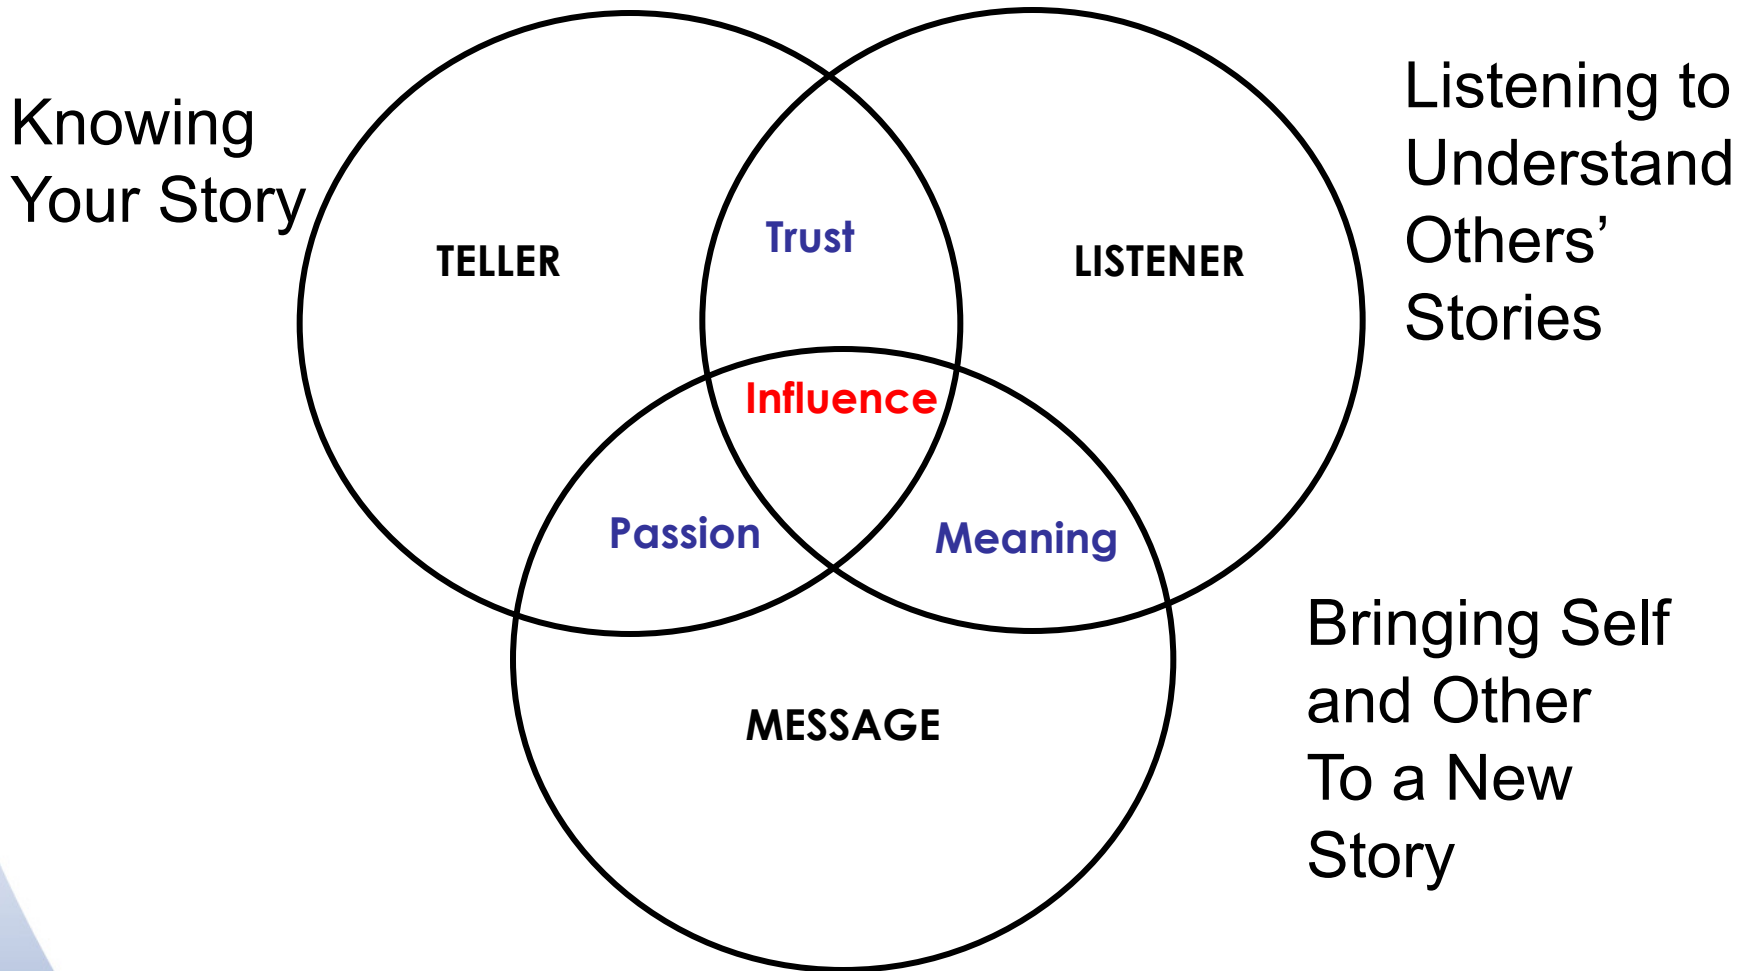 Knowing
Your Story
TELLER
Trust
LISTENER
Listening to
Understand
Others’
Stories
Influence
Passion
Meaning
MESSAGE
Bringing Self
and Other
To a New
Story